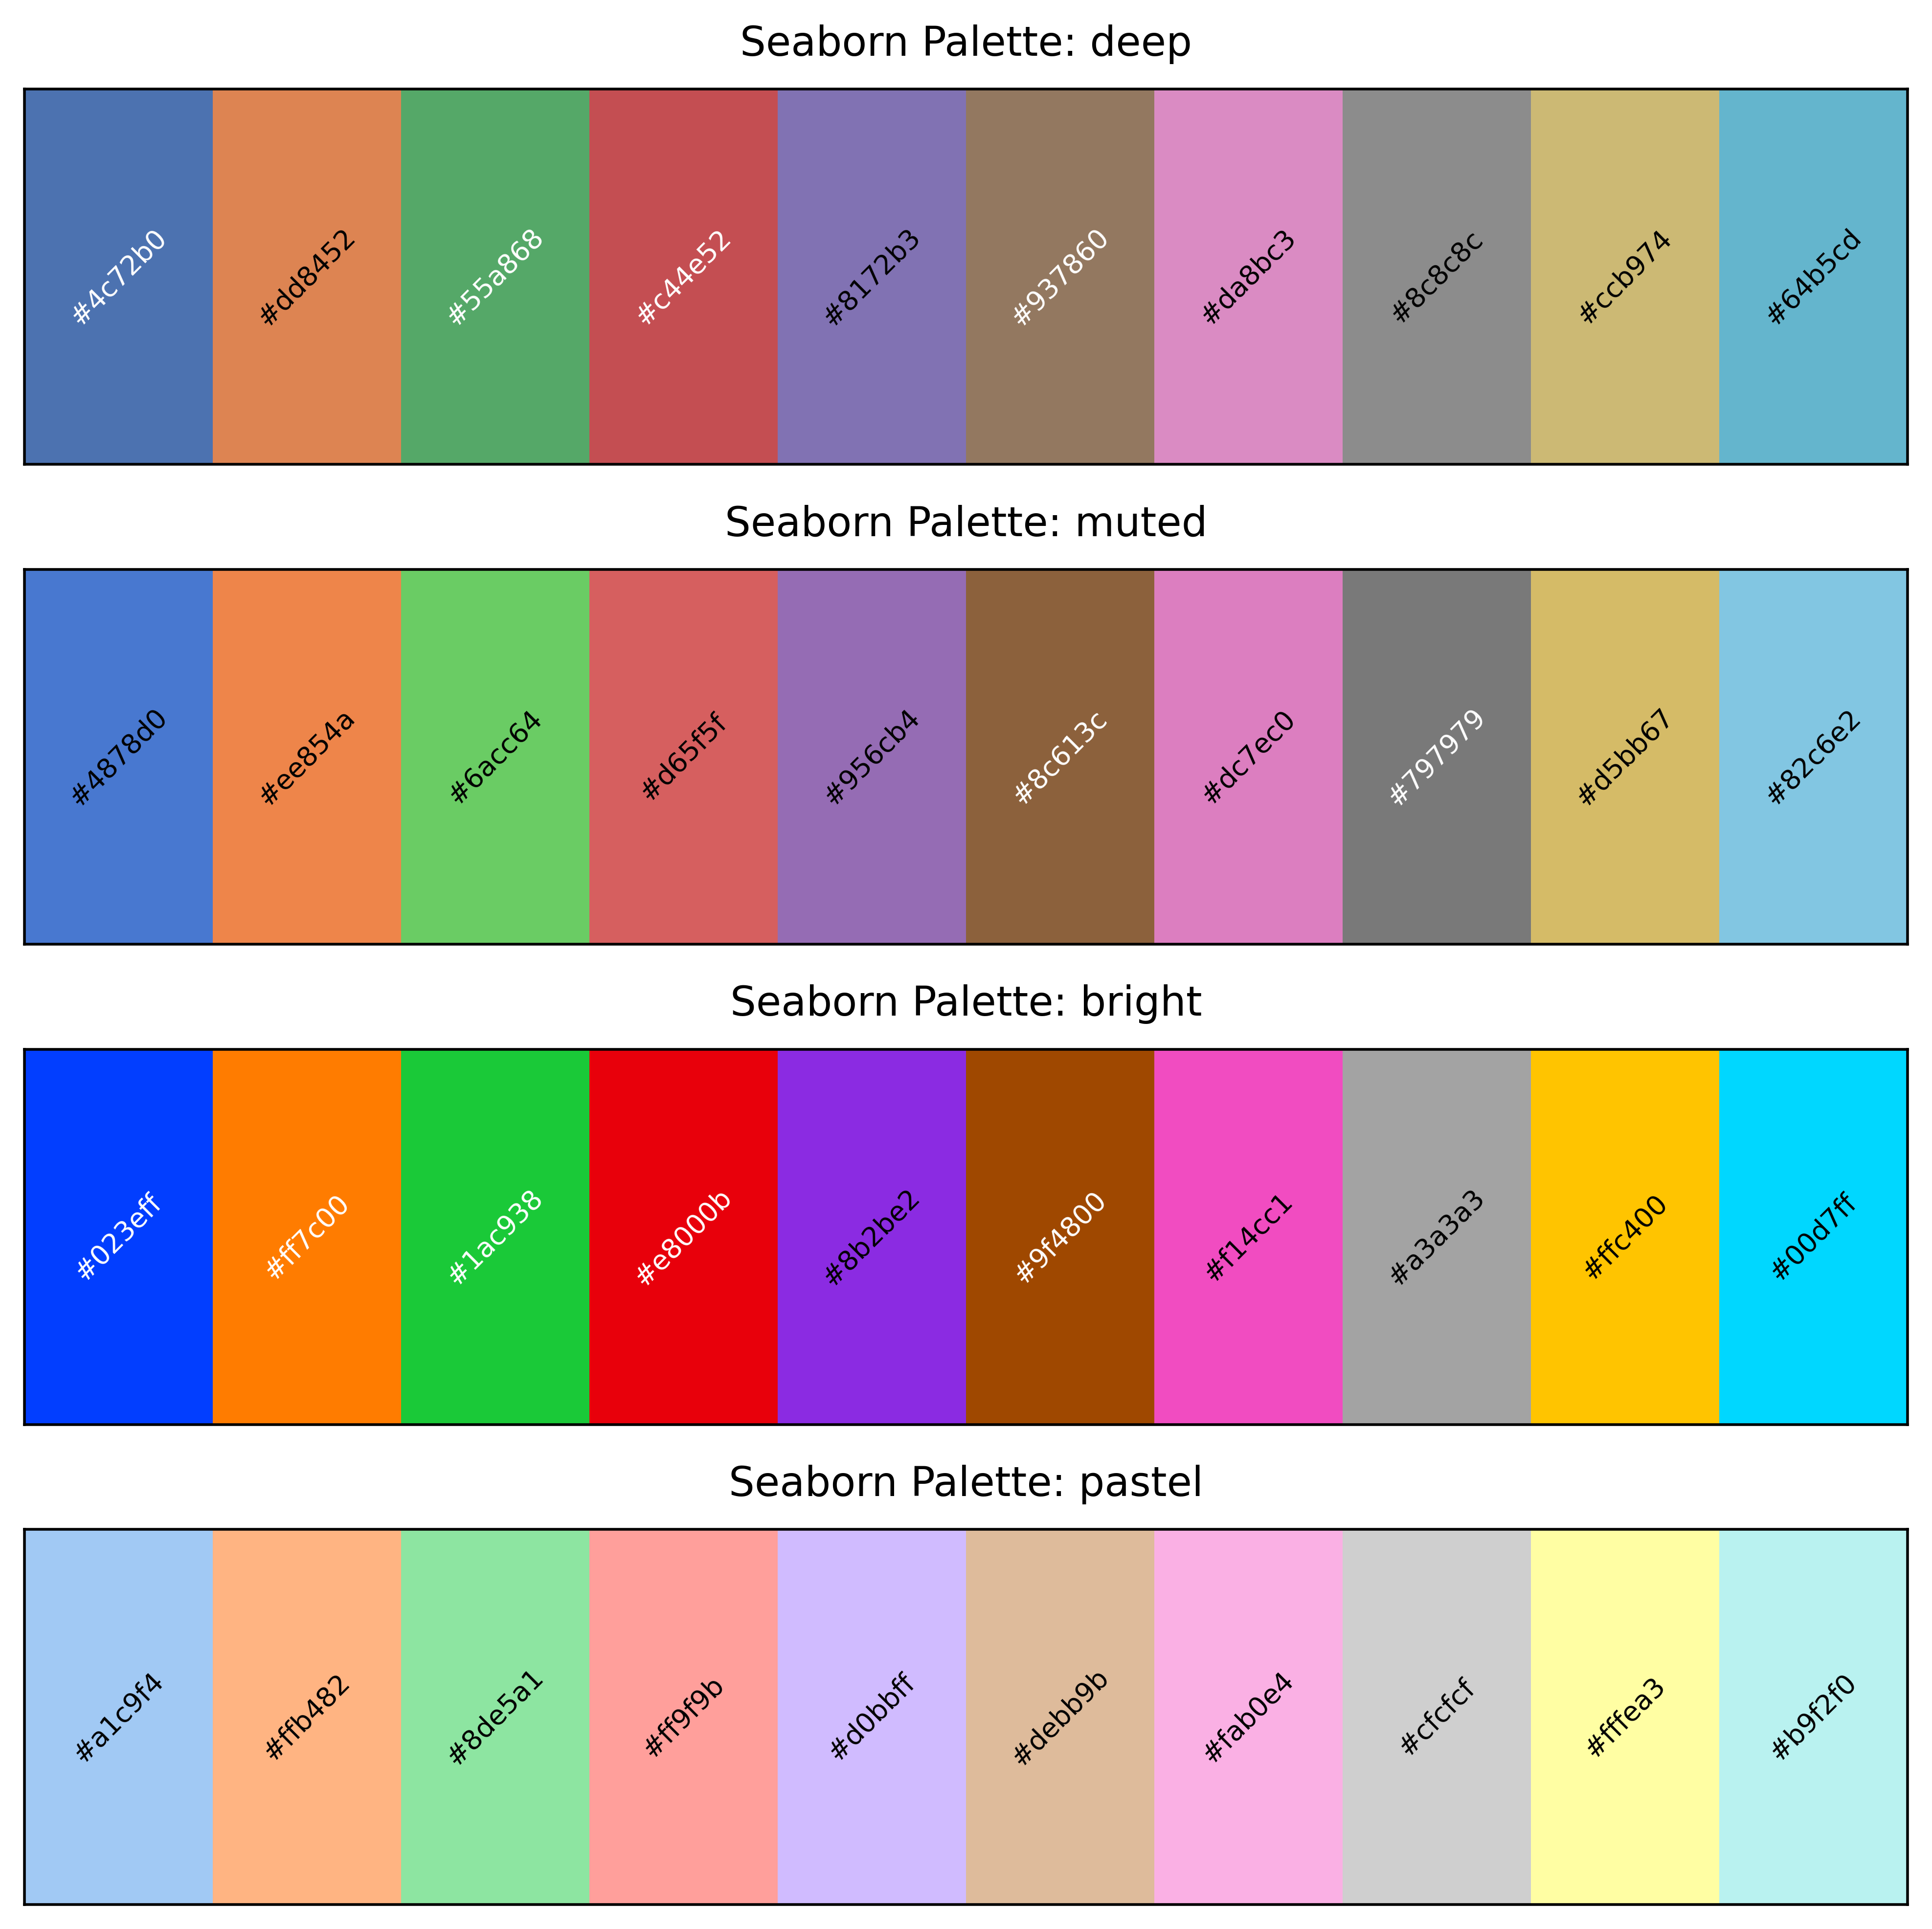 Seaborn Palette: deep
#4c72b0
#dd8452
#55a868
#c44e52
#8172b3
#937860
#da8bc3
#8c8c8c
#ccb974
#64b5cd
Seaborn Palette: muted
#4878d0
#ee854a
#6acc64
#d65f5f
#956cb4
#8c613c
#dc7ec0
#797979
#d5bb67
#82c6e2
Seaborn Palette: bright
#023eff
#ff7c00
#1ac938
#e8000b
#8b2be2
#9f4800
#f14cc1
#a3a3a3
#ffc400
#00d7ff
Seaborn Palette: pastel
#a1c9f4
#ffb482
#8de5a1
#ff9f9b
#d0bbff
#debb9b
#fab0e4
#cfcfcf
#fffea3
#b9f2f0